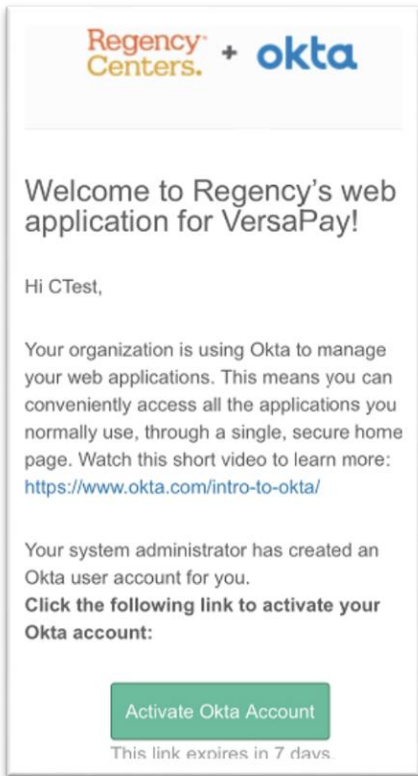 Regency Centers. + okta
Welcome to Regency's web
application for VersaPay!
Hi CTest,
Your organization is using Okta to manage
your web applications. This means you can
conveniently access all the applications you
normally use, through a single, secure home
page. Watch this short video to learn more:
https://www.okta.com/intro-to-okta/
Your system administrator has created an
Okta user account for you.
Click the following link to activate your
Okta account:
Activate Okta Account
This link expires in 7 days.